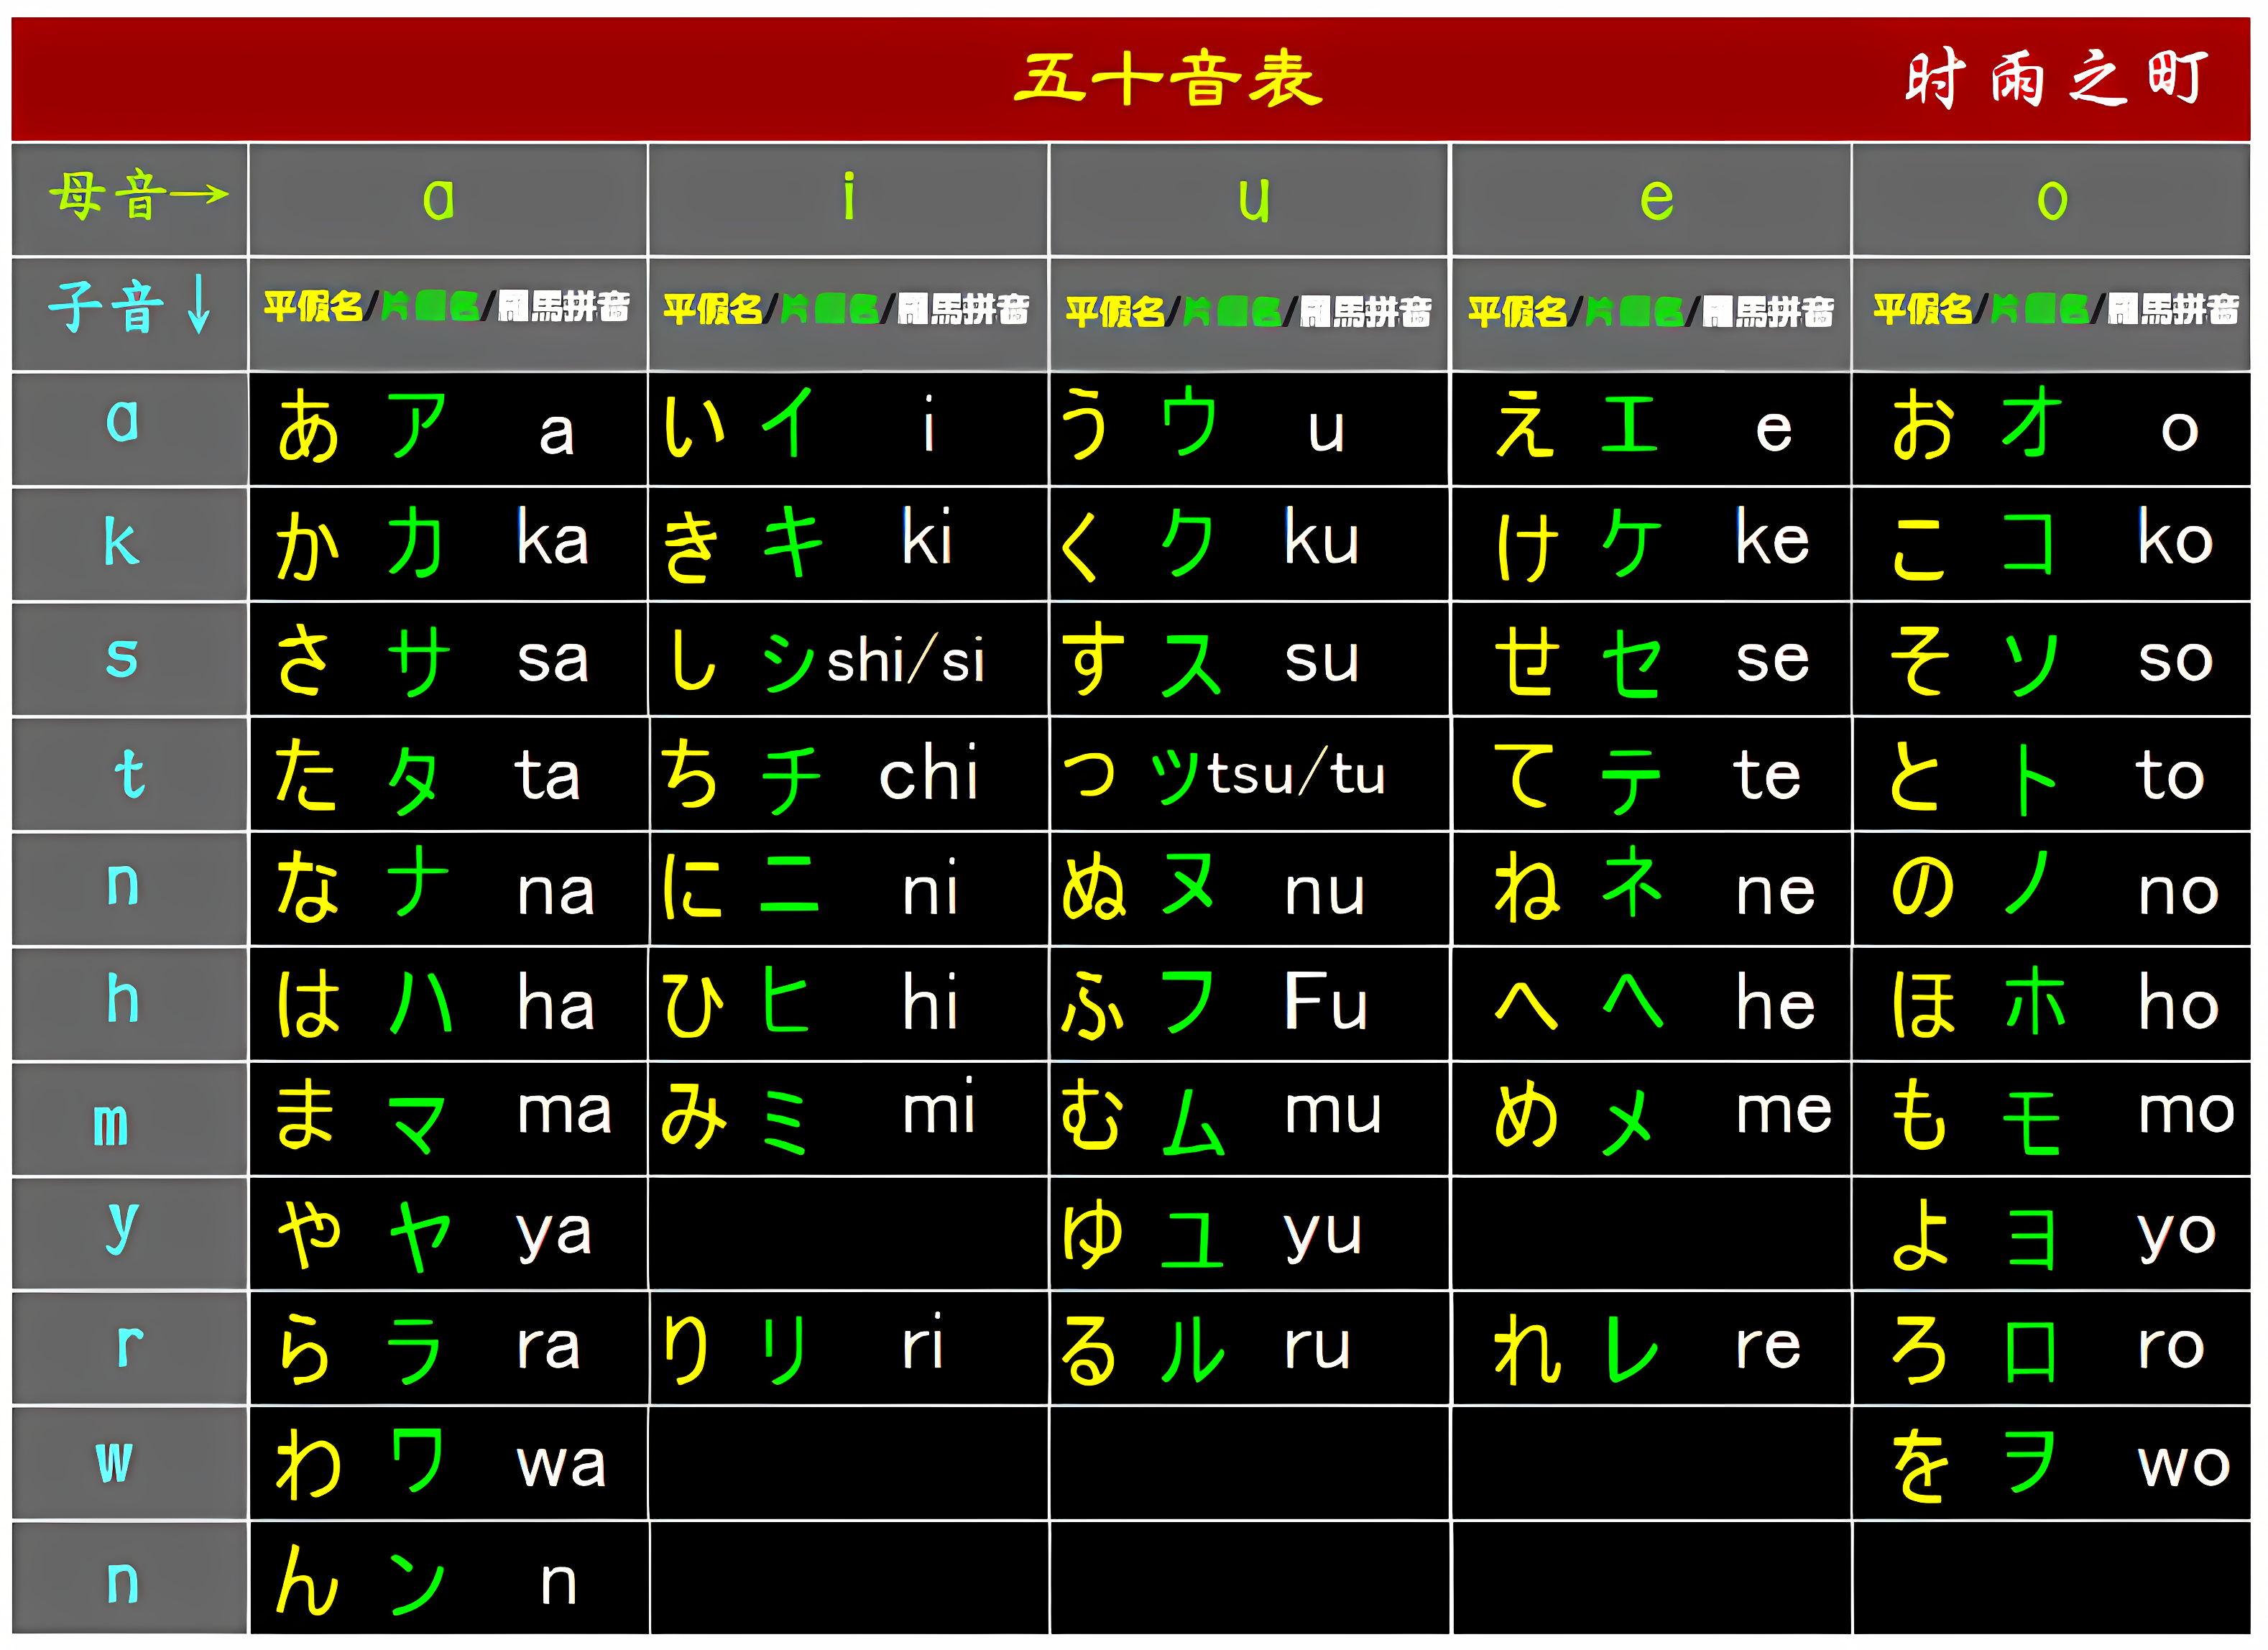 五十音表 时雨之町
母音→ a i u e o
子音↓ 平假名/片假名/羅馬拼音 平假名/片假名/羅馬拼音 平假名/片假名/羅馬拼音 平假名/片假名/羅馬拼音 平假名/片假名/羅馬拼音
a あ ア a い イ i う ウ u え エ e お オ o
k か カ ka き キ ki く ク ku け ケ ke こ コ ko
s さ サ sa し シ shi/si す ス su せ セ se そ ソ so
t た タ ta ち チ chi つ ツ tsu/tu て テ te と ト to
n な ナ na に ニ ni ぬ ヌ nu ね ネ ne の ノ no
h は ハ ha ひ ヒ hi ふ フ Fu へ ヘ he ほ ホ ho
m ま マ ma み ミ mi む ム mu め メ me も モ mo
y や ヤ ya ゆ ユ yu よ ヨ yo
r ら ラ ra り リ ri る ル ru れ レ re ろ ロ ro
w わ ワ wa を ヲ wo
n ん ン n